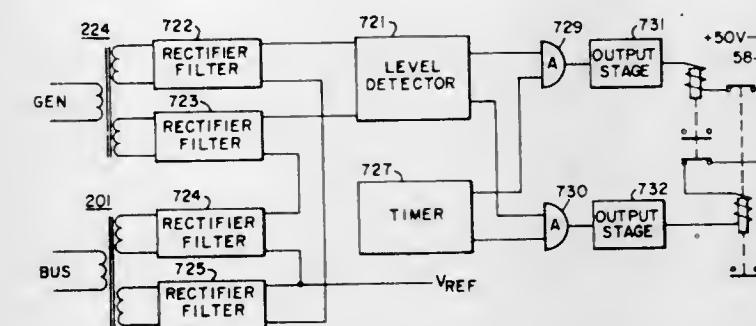 224
GEN
722
RECTIFIER
FILTER
723
RECTIFIER
FILTER
201
BUS
724
RECTIFIER
FILTER
725
RECTIFIER
FILTER
VREF
721
LEVEL
DETECTOR
727
TIMER
729
A
730
A
731
OUTPUT
STAGE
732
OUTPUT
STAGE
+50V
58